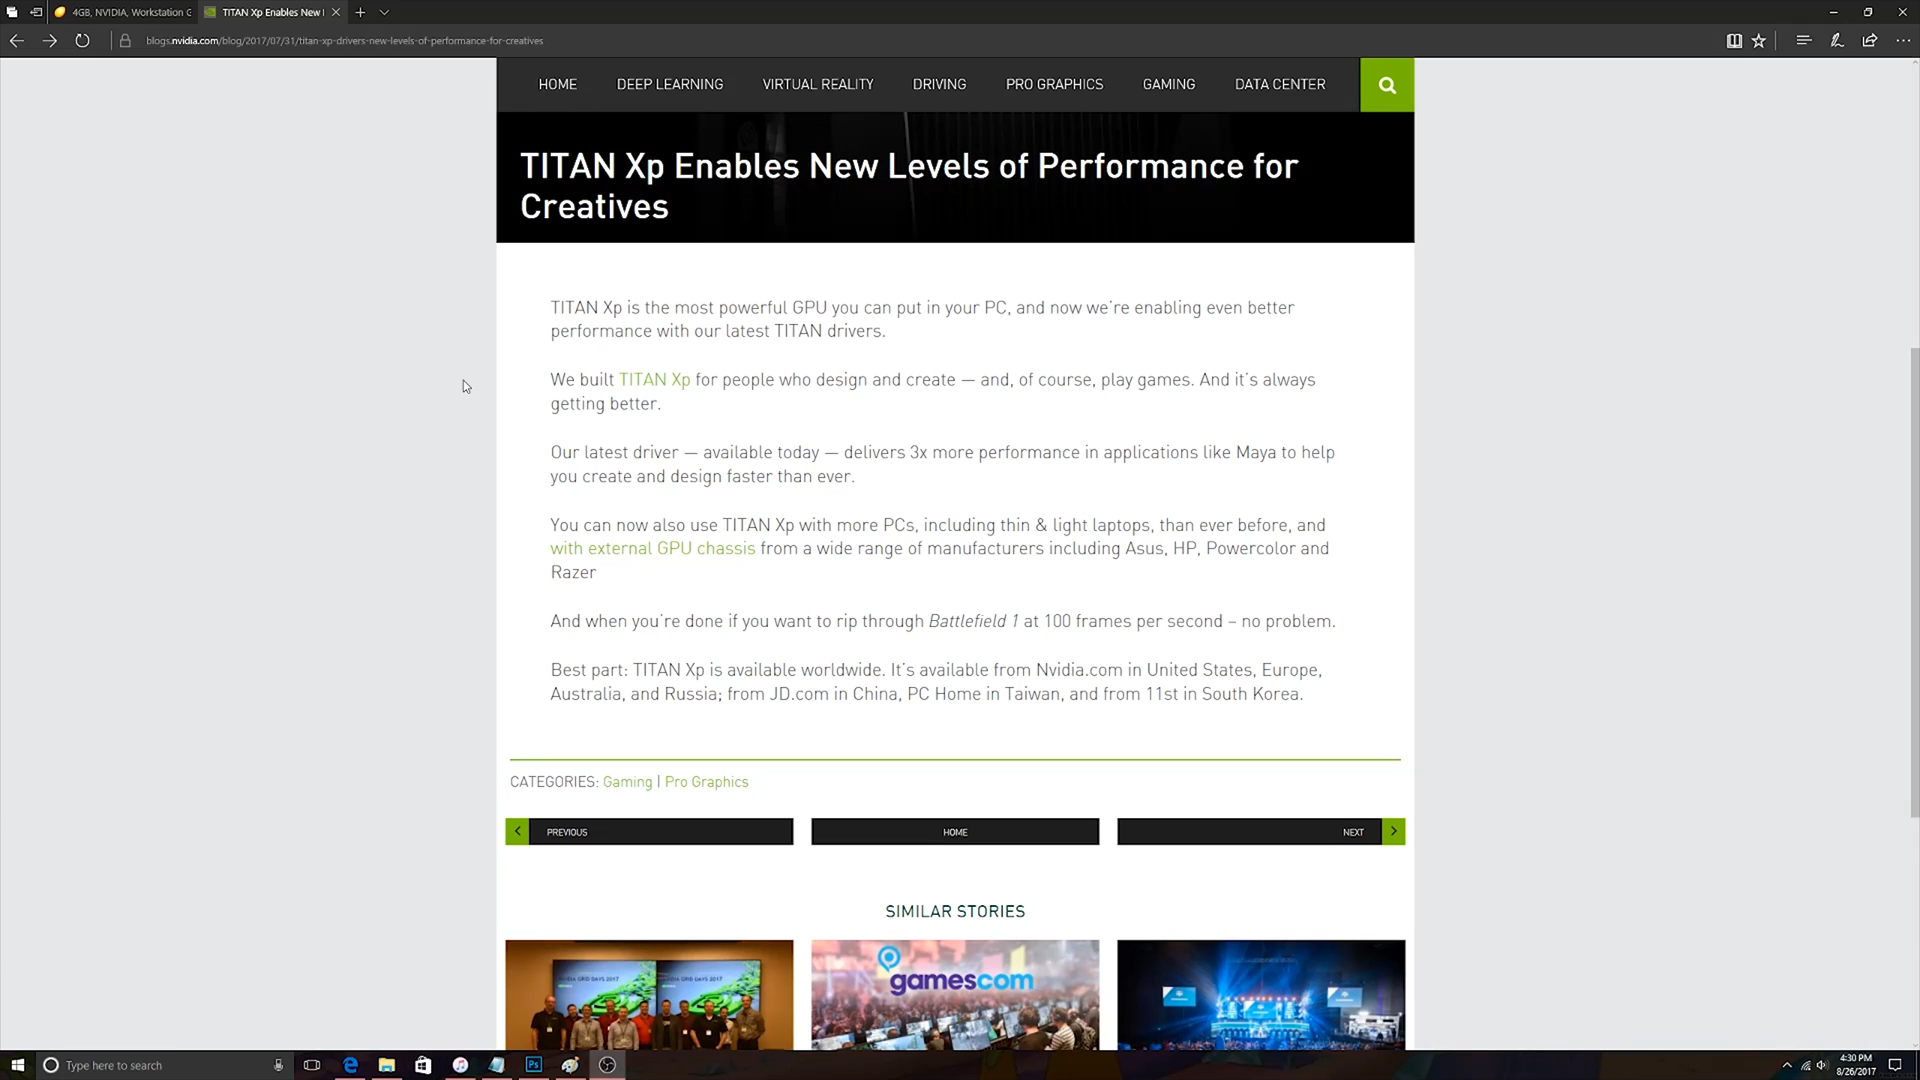 4GB, NVIDIA, Workstation G
TITAN Xp Enables New L
blogs.nvidia.com/blog/2017/07/31/titan-xp-drivers-new-levels-of-performance-for-creatives
HOME DEEP LEARNING VIRTUAL REALITY DRIVING PRO GRAPHICS GAMING DATA CENTER
TITAN Xp Enables New Levels of Performance for
Creatives
TITAN Xp is the most powerful GPU you can put in your PC, and now we're enabling even better
performance with our latest TITAN drivers.
We built TITAN Xp for people who design and create — and, of course, play games. And it's always
getting better.
Our latest driver — available today — delivers 3x more performance in applications like Maya to help
you create and design faster than ever.
You can now also use TITAN Xp with more PCs, including thin & light laptops, than ever before, and
with external GPU chassis from a wide range of manufacturers including Asus, HP, Powercolor and
Razer
And when you're done if you want to rip through Battlefield 1 at 100 frames per second – no problem.
Best part: TITAN Xp is available worldwide. It's available from Nvidia.com in United States, Europe,
Australia, and Russia; from JD.com in China, PC Home in Taiwan, and from 11st in South Korea.
CATEGORIES: Gaming | Pro Graphics
PREVIOUS HOME NEXT
SIMILAR STORIES
NVIDIA GRID DAYS 2017 NVIDIA GRID DAYS 2017
gamescom
Type here to search
Ps
4:30 PM
8/26/2017